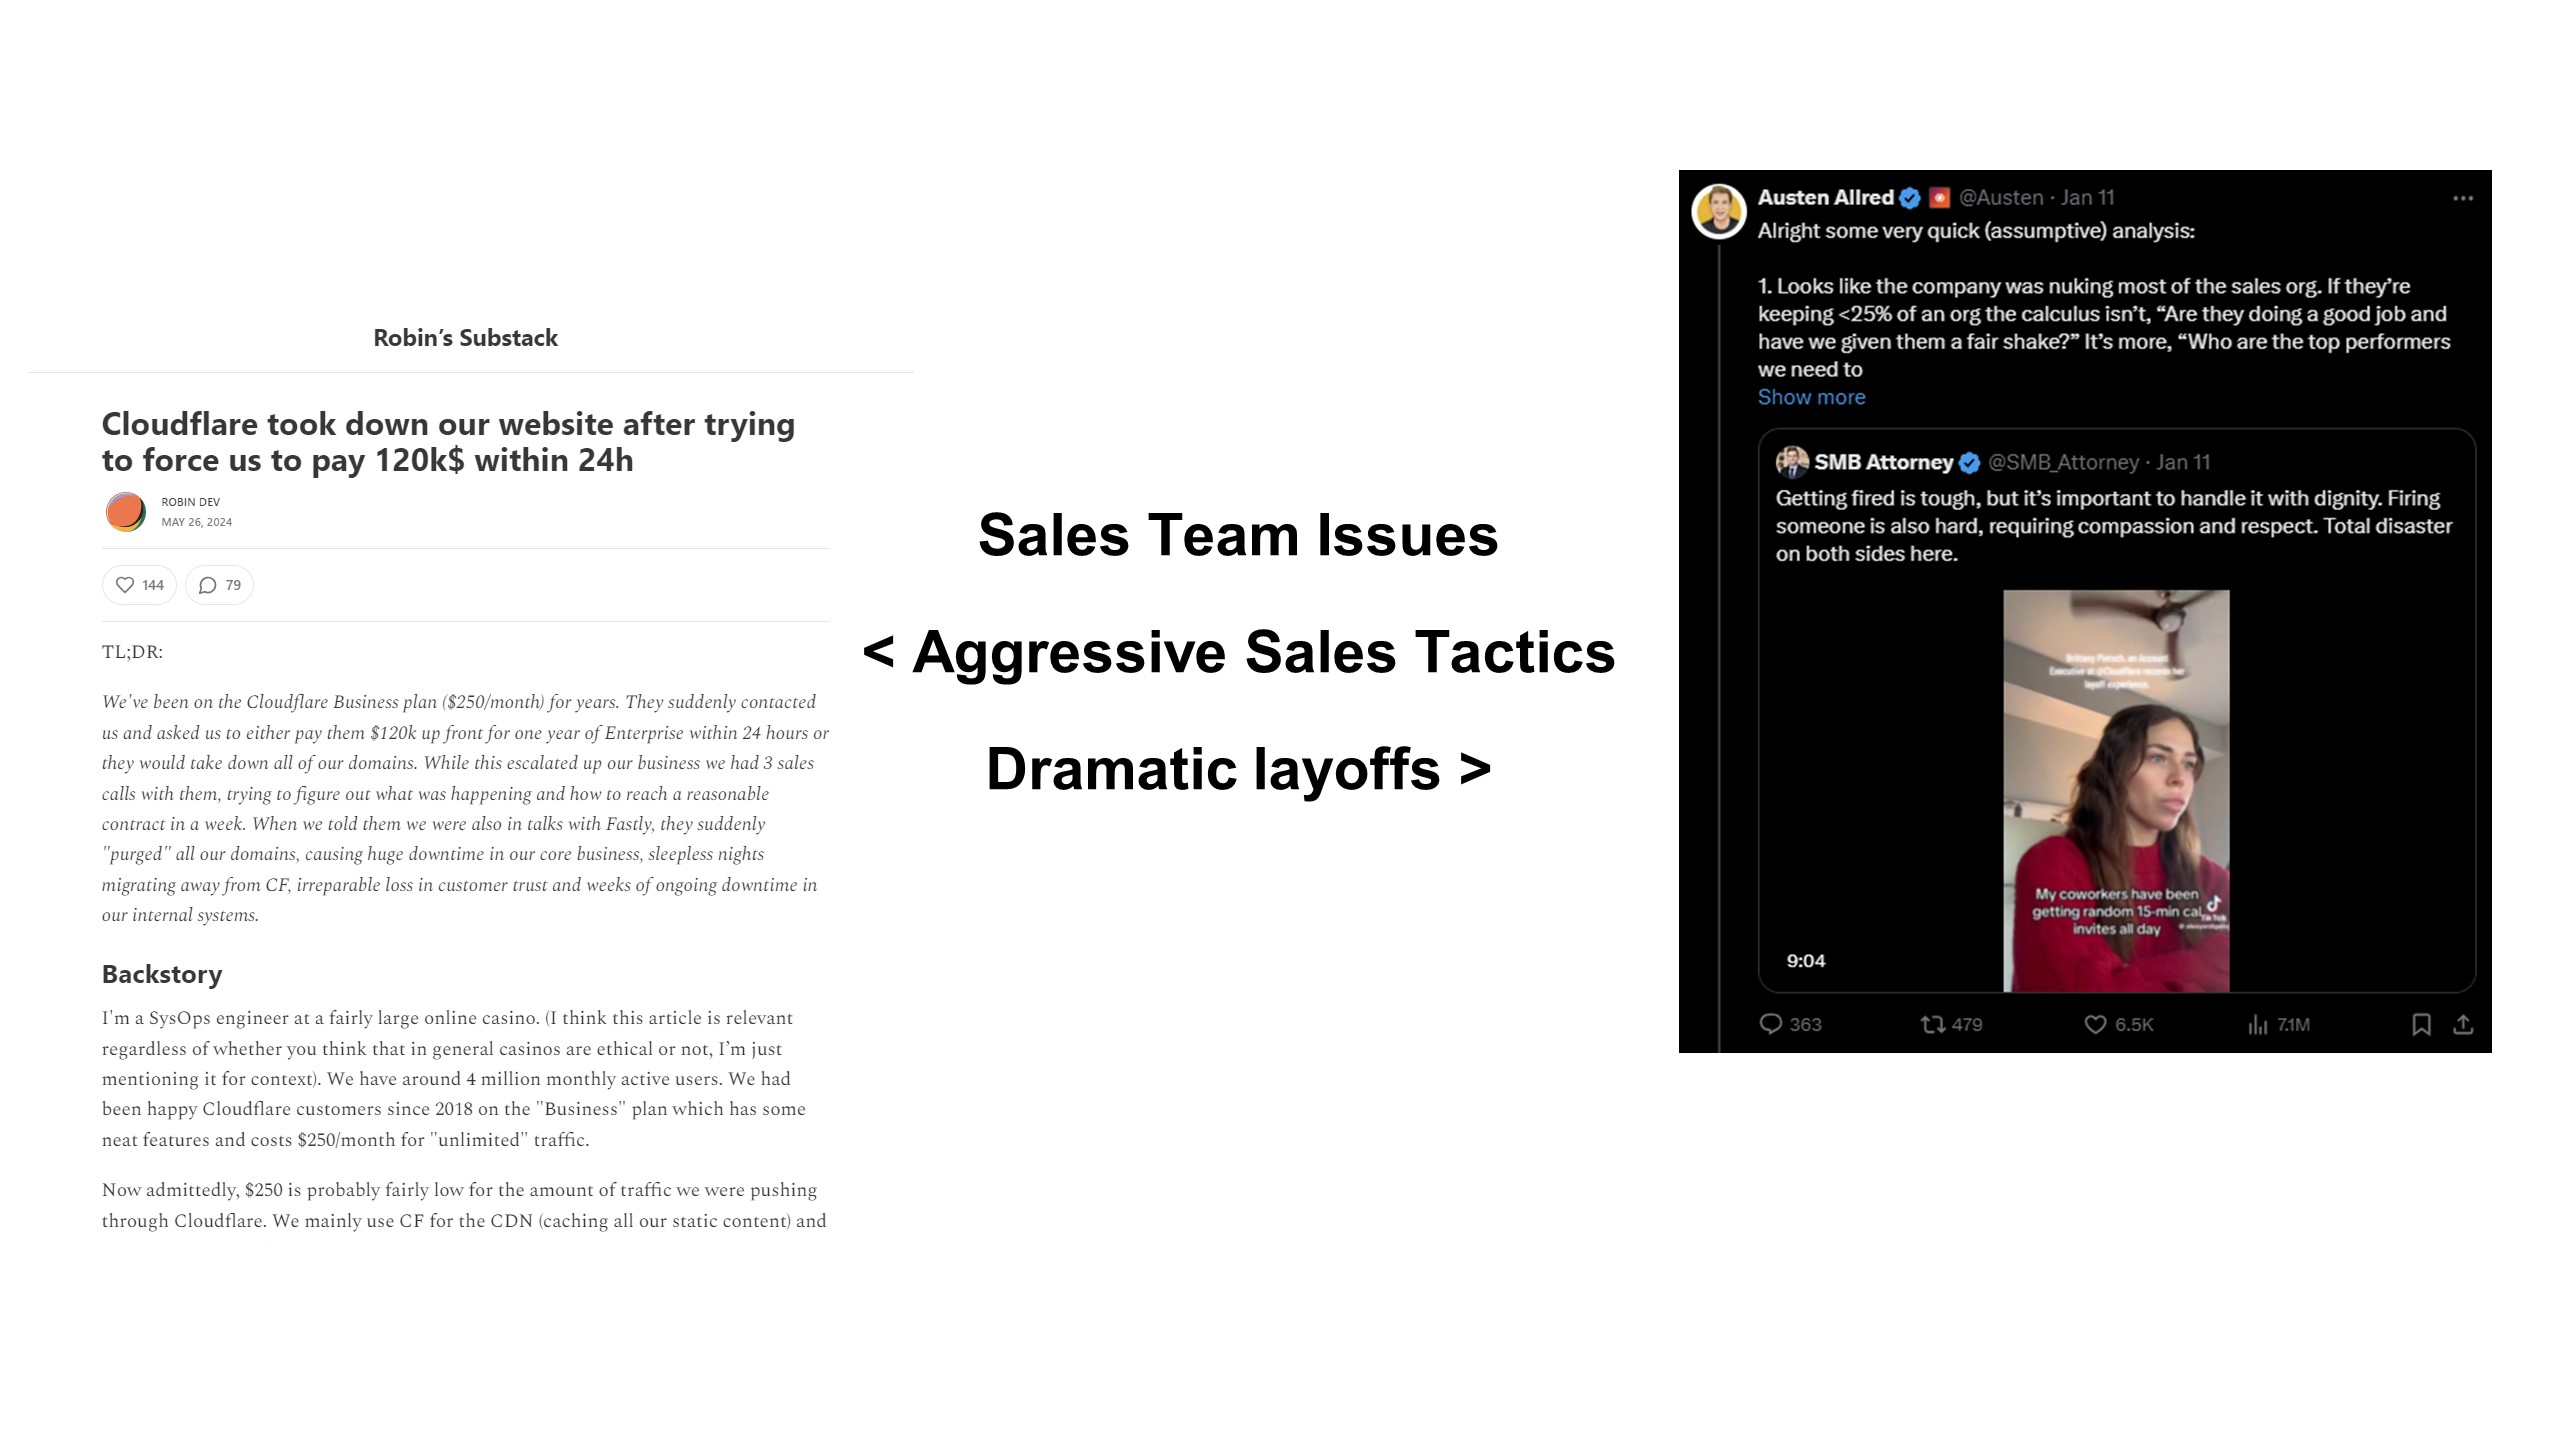 Robin’s Substack
Cloudflare took down our website after trying
to force us to pay 120k$ within 24h
ROBIN DEV
MAY 26, 2024
144
79
TL;DR:
We've been on the Cloudflare Business plan ($250/month) for years. They suddenly contacted
us and asked us to either pay them $120k up front for one year of Enterprise within 24 hours or
they would take down all of our domains. While this escalated up our business we had 3 sales
calls with them, trying to figure out what was happening and how to reach a reasonable
contract in a week. When we told them we were also in talks with Fastly, they suddenly
"purged" all our domains, causing huge downtime in our core business, sleepless nights
migrating away from CF, irreparable loss in customer trust and weeks of ongoing downtime in
our internal systems.
Backstory
I'm a SysOps engineer at a fairly large online casino. (I think this article is relevant
regardless of whether you think that in general casinos are ethical or not, I’m just
mentioning it for context). We have around 4 million monthly active users. We had
been happy Cloudflare customers since 2018 on the "Business" plan which has some
neat features and costs $250/month for "unlimited" traffic.
Now admittedly, $250 is probably fairly low for the amount of traffic we were pushing
through Cloudflare. We mainly use CF for the CDN (caching all our static content) and
Sales Team Issues
< Aggressive Sales Tactics
Dramatic layoffs >
Austen Allred @Austen · Jan 11
Alright some very quick (assumptive) analysis:
1. Looks like the company was nuking most of the sales org. If they’re
keeping <25% of an org the calculus isn’t, “Are they doing a good job and
have we given them a fair shake?” It’s more, “Who are the top performers
we need to
Show more
SMB Attorney @SMB_Attorney · Jan 11
Getting fired is tough, but it’s important to handle it with dignity. Firing
someone is also hard, requiring compassion and respect. Total disaster
on both sides here.
Brittany Pietsch, an Account
Executive at @Cloudflare records her
layoff experience.
My coworkers have been
getting random 15-min cal
invites all day
TikTok
9:04
363
479
6.5K
7.1M